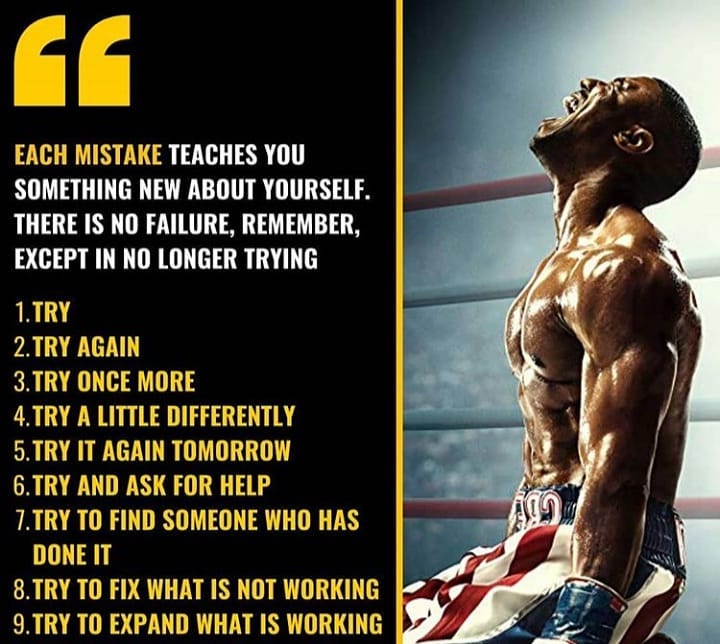 EACH MISTAKE TEACHES YOU
SOMETHING NEW ABOUT YOURSELF.
THERE IS NO FAILURE, REMEMBER,
EXCEPT IN NO LONGER TRYING
1.TRY
2.TRY AGAIN
3.TRY ONCE MORE
4.TRY A LITTLE DIFFERENTLY
5.TRY IT AGAIN TOMORROW
6.TRY AND ASK FOR HELP
7.TRY TO FIND SOMEONE WHO HAS
DONE IT
8.TRY TO FIX WHAT IS NOT WORKING
9.TRY TO EXPAND WHAT IS WORKING